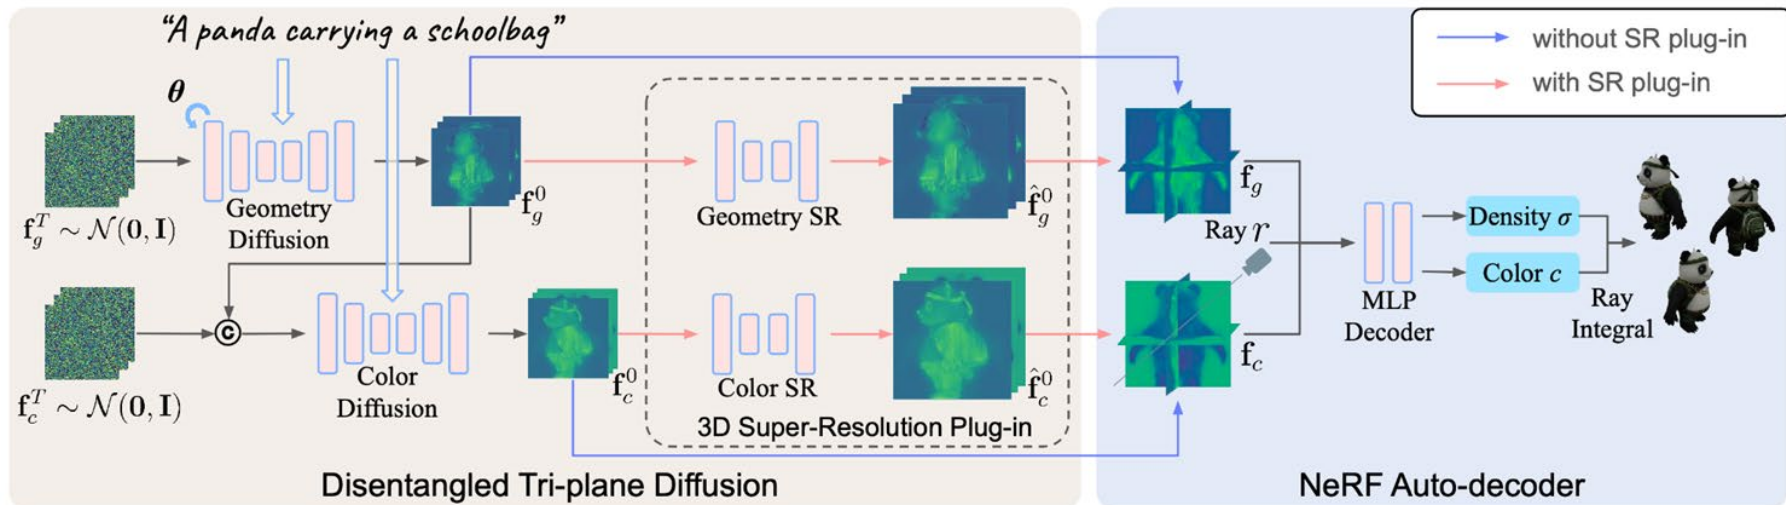 “A panda carrying a schoolbag”
without SR plug-in
with SR plug-in
θ
f_g^T ∼ 𝒩(0, I)
Geometry
Diffusion
f_g^0
Geometry SR
f̂_g^0
f_g
Ray r
f_c^T ∼ 𝒩(0, I)
C
Color
Diffusion
f_c^0
Color SR
f̂_c^0
3D Super-Resolution Plug-in
f_c
MLP
Decoder
Density σ
Color c
Ray
Integral
Disentangled Tri-plane Diffusion
NeRF Auto-decoder